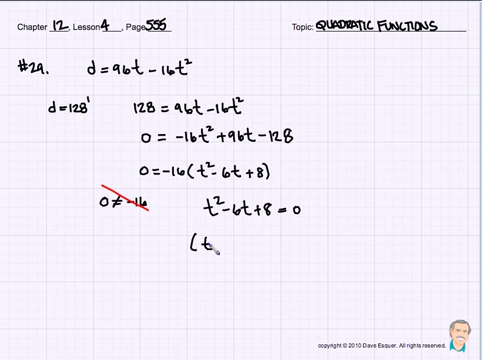 Chapter 12, Lesson 4, Page 555 Topic: QUADRATIC FUNCTIONS
#29. d = 96t - 16t²
d = 128' 128 = 96t - 16t²
0 = -16t² + 96t - 128
0 = -16(t² - 6t + 8)
0 ≠ -16 t² - 6t + 8 = 0
(t
copyright © 2010 Dave Esquer. All rights reserved.